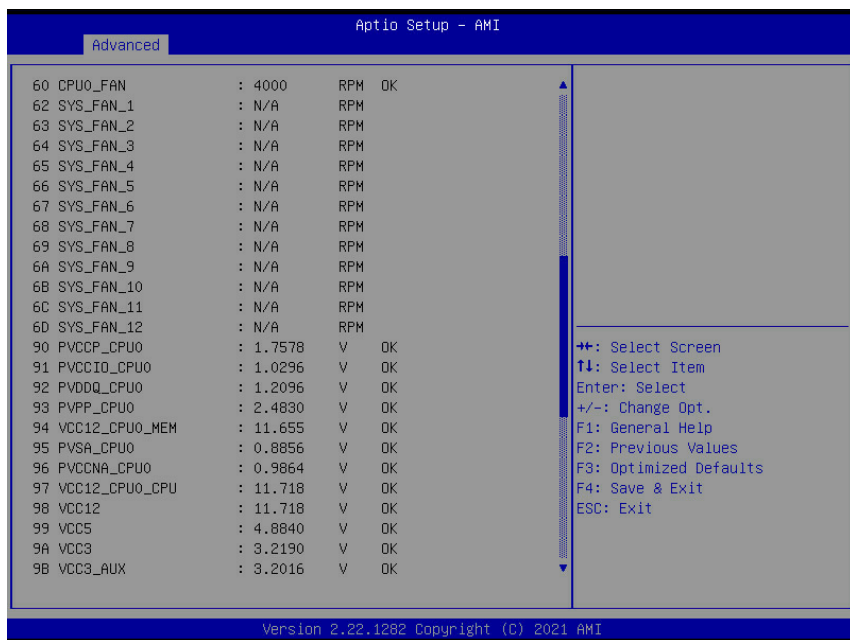 Aptio Setup - AMI
Advanced
60 CPU0_FAN : 4000 RPM OK
62 SYS_FAN_1 : N/A RPM
63 SYS_FAN_2 : N/A RPM
64 SYS_FAN_3 : N/A RPM
65 SYS_FAN_4 : N/A RPM
66 SYS_FAN_5 : N/A RPM
67 SYS_FAN_6 : N/A RPM
68 SYS_FAN_7 : N/A RPM
69 SYS_FAN_8 : N/A RPM
6A SYS_FAN_9 : N/A RPM
6B SYS_FAN_10 : N/A RPM
6C SYS_FAN_11 : N/A RPM
6D SYS_FAN_12 : N/A RPM
90 PVCCP_CPU0 : 1.7578 V OK
91 PVCCIO_CPU0 : 1.0296 V OK
92 PVDDQ_CPU0 : 1.2096 V OK
93 PVPP_CPU0 : 2.4830 V OK
94 VCC12_CPU0_MEM : 11.655 V OK
95 PVSA_CPU0 : 0.8856 V OK
96 PVCCNA_CPU0 : 0.9864 V OK
97 VCC12_CPU0_CPU : 11.718 V OK
98 VCC12 : 11.718 V OK
99 VCC5 : 4.8840 V OK
9A VCC3 : 3.2190 V OK
9B VCC3_AUX : 3.2016 V OK
→←: Select Screen
↑↓: Select Item
Enter: Select
+/-: Change Opt.
F1: General Help
F2: Previous Values
F3: Optimized Defaults
F4: Save & Exit
ESC: Exit
Version 2.22.1282 Copyright (C) 2021 AMI